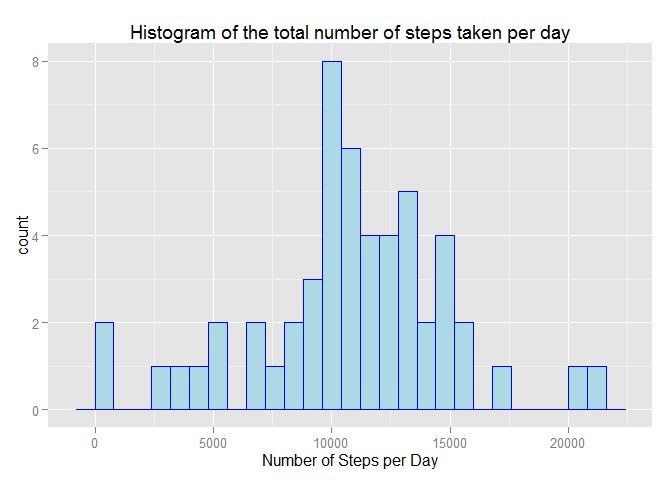 Histogram of the total number of steps taken per day
8
6
4
2
0
count
0 5000 10000 15000 20000
Number of Steps per Day